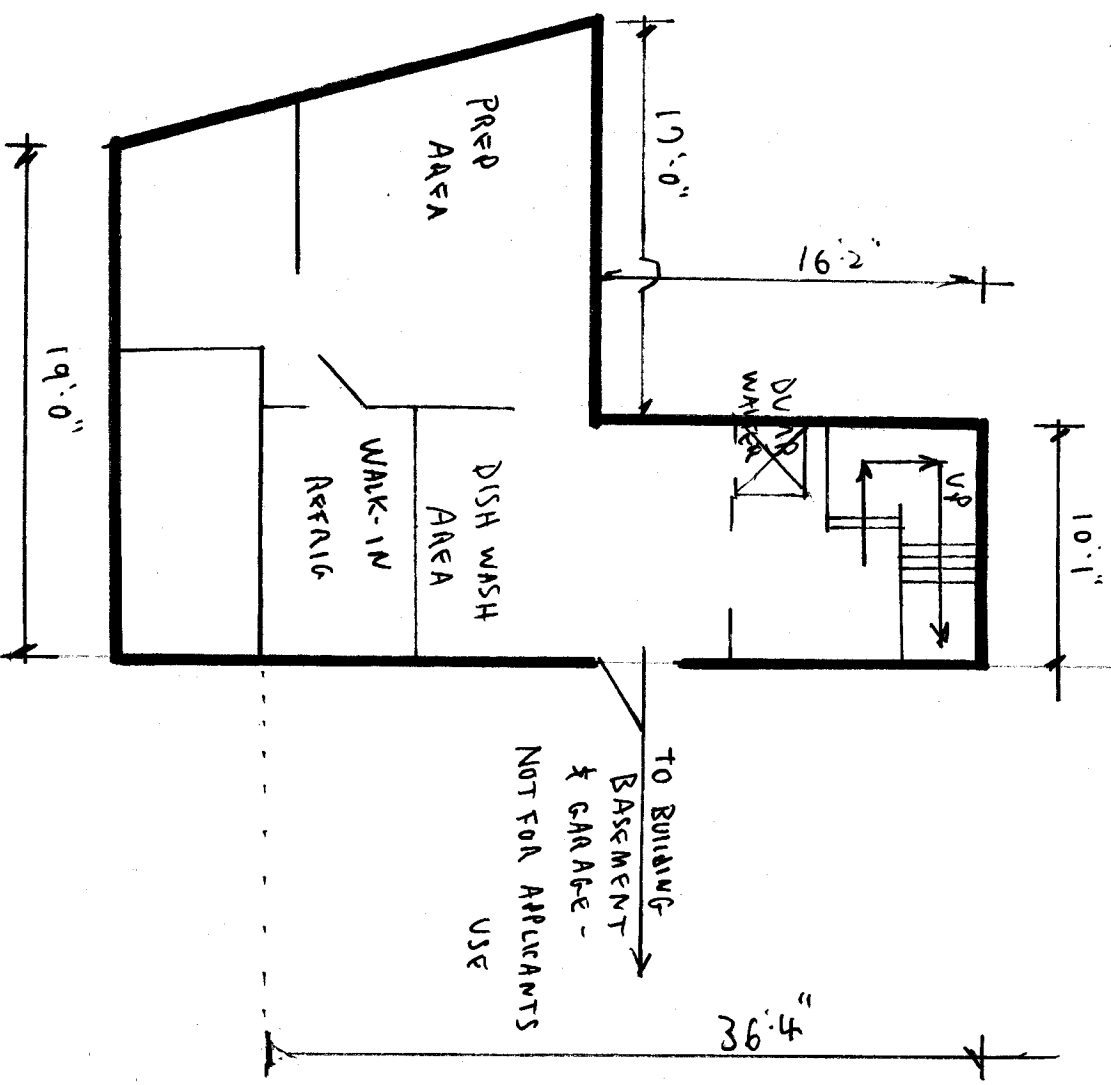 10'.1"
UP
16'.2"
DUMB
WAITER
17'.0"
PREP
AREA
DISH WASH
AREA
WALK-IN
REFRIG
19'.0"
TO BUILDING
BASEMENT
& GARAGE -
NOT FOR APPLICANTS
USE
36'.4"